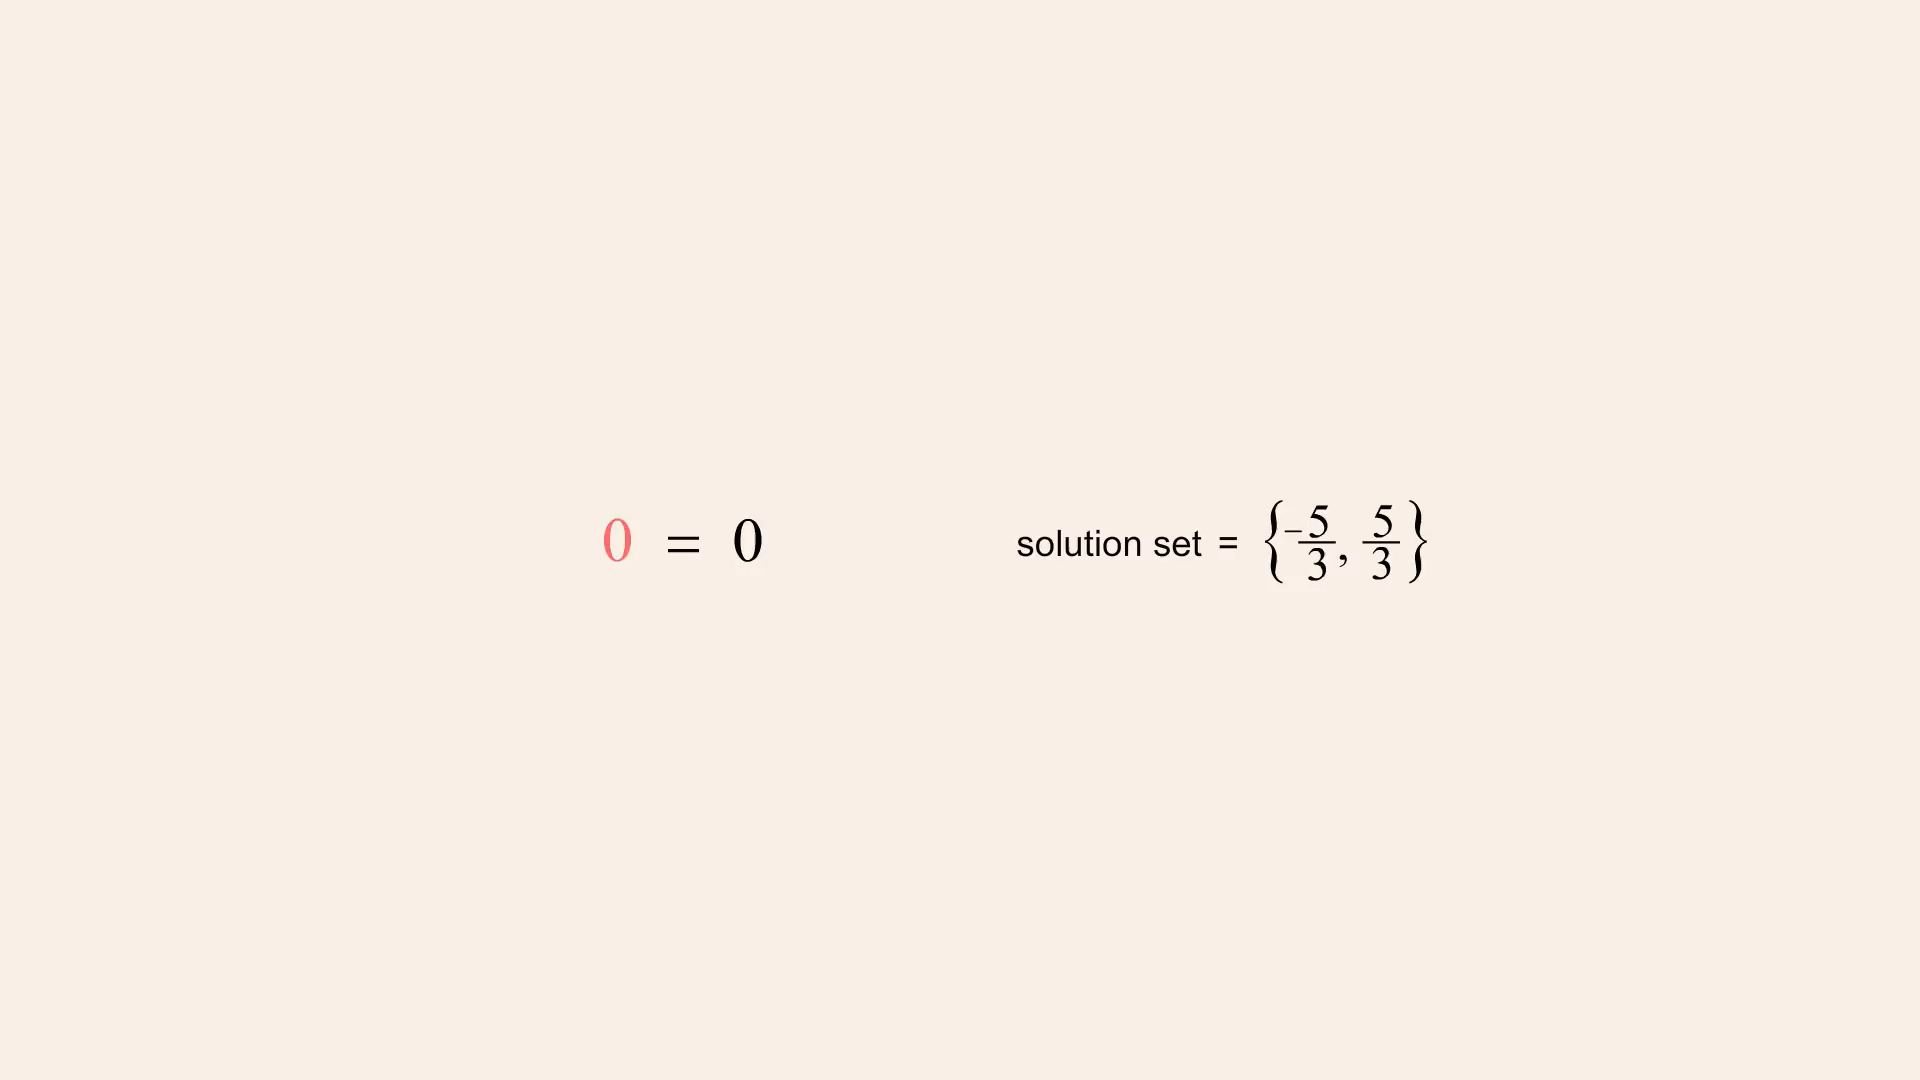 0 = 0
solution set = {-5/3, 5/3}